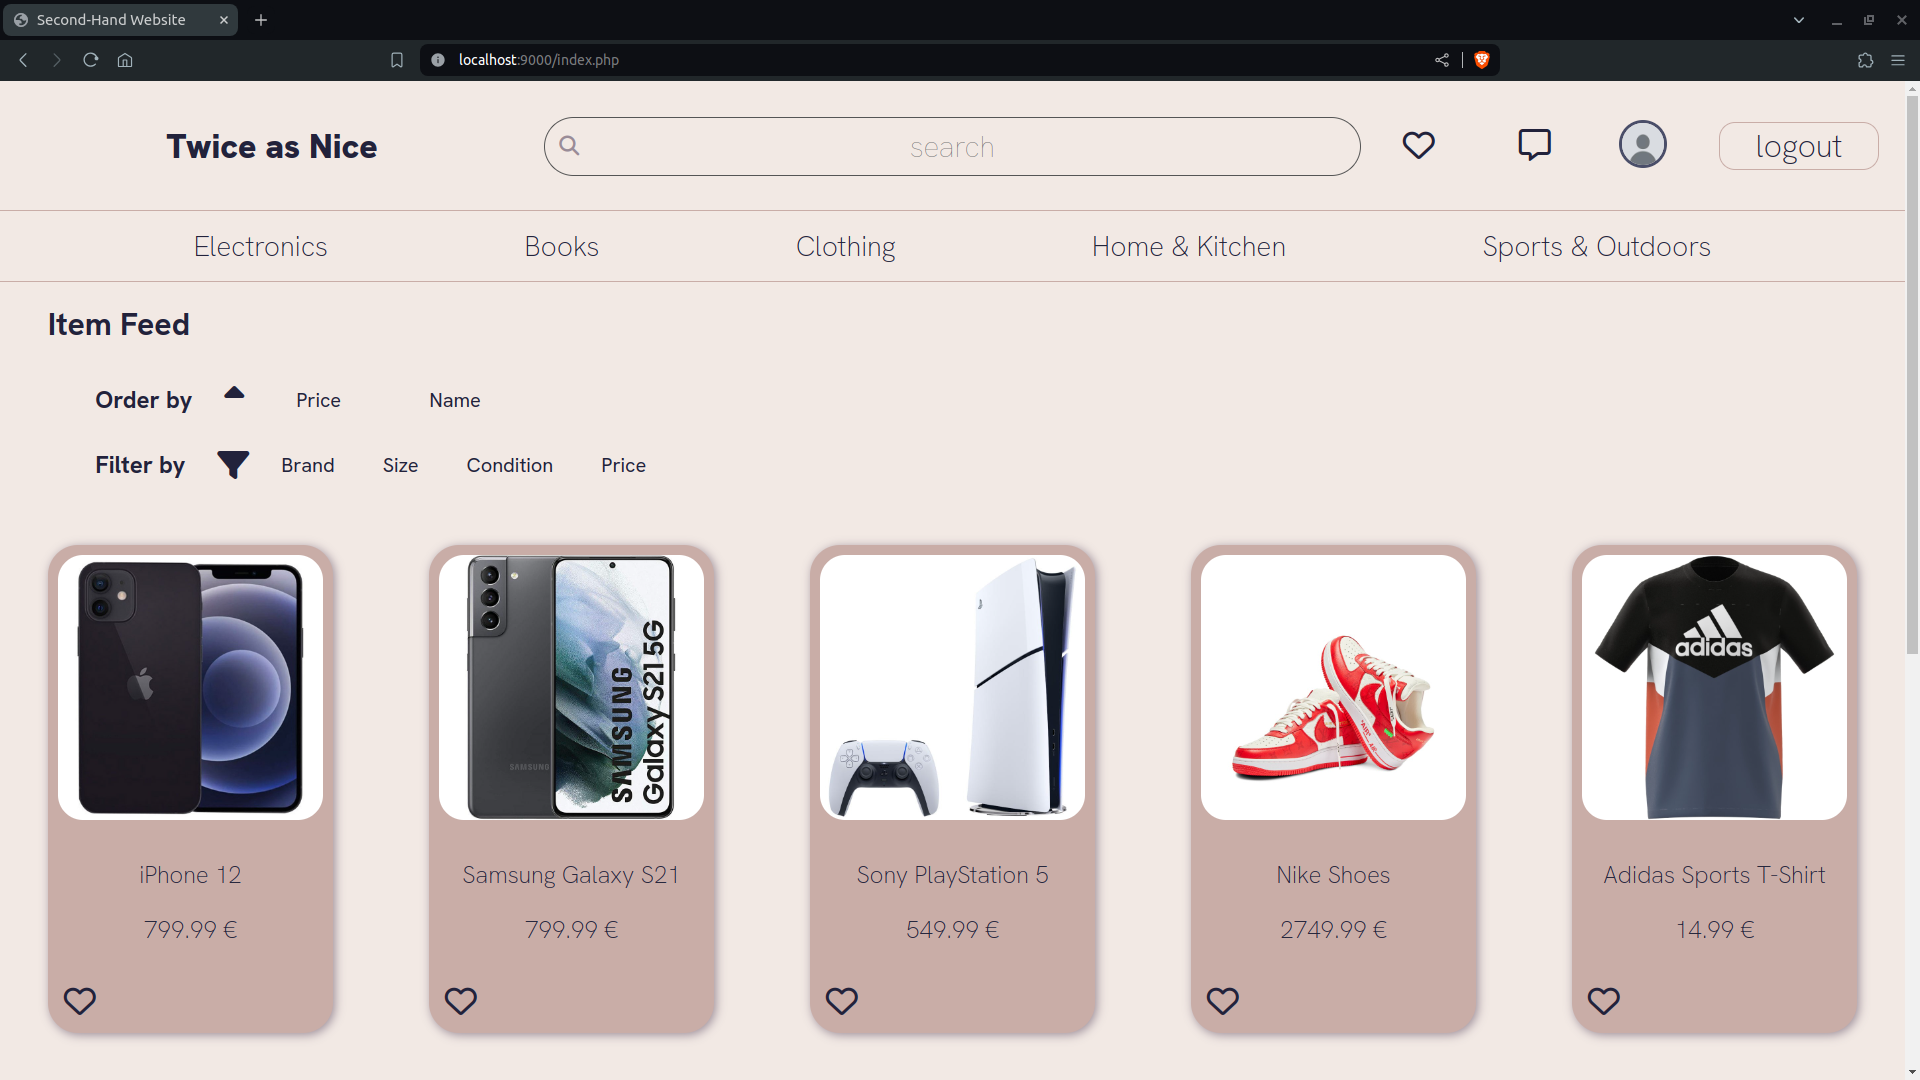 Second-Hand Website
localhost:9000/index.php
Twice as Nice
search
logout
Electronics
Books
Clothing
Home & Kitchen
Sports & Outdoors
Item Feed
Order by
Price
Name
Filter by
Brand
Size
Condition
Price
SAMSUNG
SAMSUNG
Galaxy S21 5G
adidas
iPhone 12
Samsung Galaxy S21
Sony PlayStation 5
Nike Shoes
Adidas Sports T-Shirt
799.99 €
799.99 €
549.99 €
2749.99 €
14.99 €